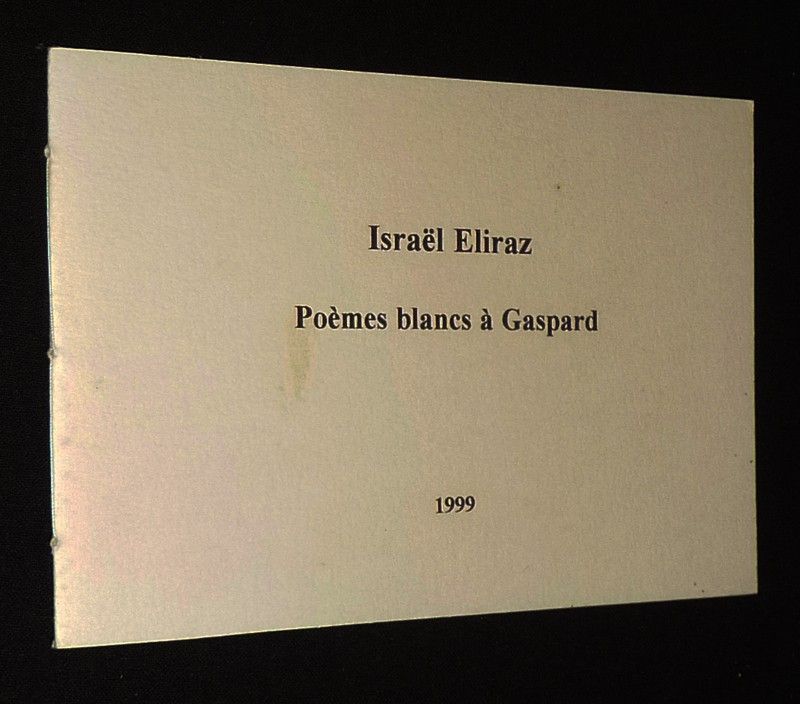 Israël Eliraz
Poèmes blancs à Gaspard
1999